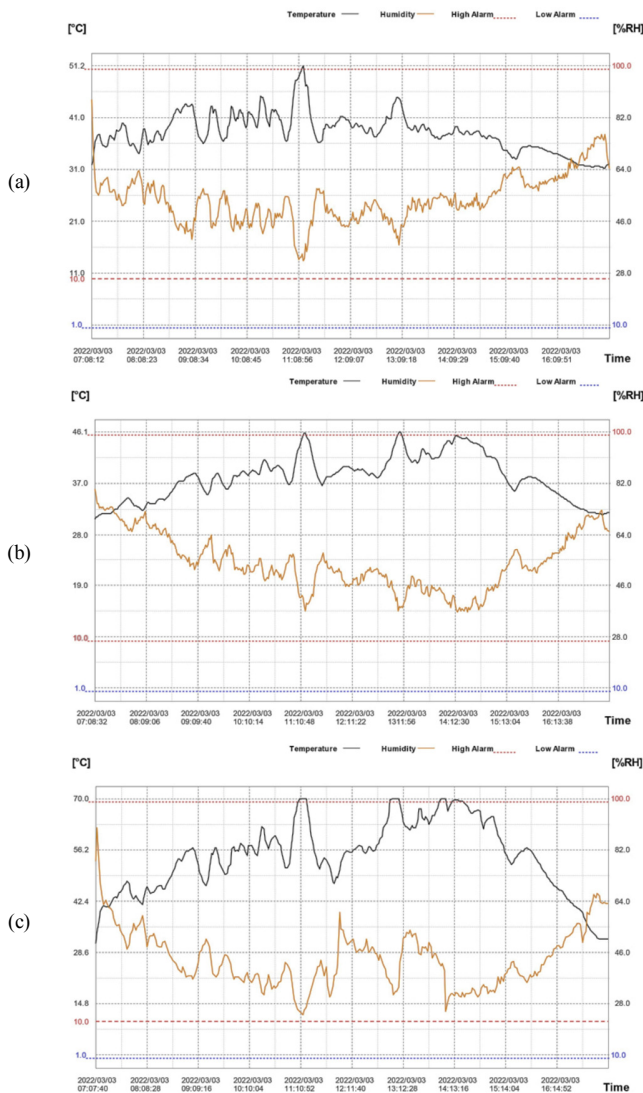 Temperature Humidity High Alarm Low Alarm
[°C] [%RH]
51.2 100.0
41.0 82.0
(a)
31.0 64.0
21.0 46.0
11.0 28.0
10.0
1.0 10.0
2022/03/03 2022/03/03 2022/03/03 2022/03/03 2022/03/03 2022/03/03 2022/03/03 2022/03/03 2022/03/03 2022/03/03
07:08:12 08:08:23 09:08:34 10:08:45 11:08:56 12:09:07 13:09:18 14:09:29 15:09:40 16:09:51 Time
Temperature Humidity High Alarm Low Alarm
[°C] [%RH]
46.1 100.0
37.0 82.0
(b)
28.0 64.0
19.0 46.0
10.0 28.0
1.0 10.0
2022/03/03 2022/03/03 2022/03/03 2022/03/03 2022/03/03 2022/03/03 2022/03/03 2022/03/03 2022/03/03 2022/03/03
07:08:32 08:09:06 09:09:40 10:10:14 11:10:48 12:11:22 13:11:56 14:12:30 15:13:04 16:13:38 Time
Temperature Humidity High Alarm Low Alarm
[°C] [%RH]
70.0 100.0
56.2 82.0
42.4 64.0
(c)
28.6 46.0
14.8 28.0
10.0
1.0 10.0
2022/03/03 2022/03/03 2022/03/03 2022/03/03 2022/03/03 2022/03/03 2022/03/03 2022/03/03 2022/03/03 2022/03/03
07:07:40 08:08:28 09:09:16 10:10:04 11:10:52 12:11:40 13:12:28 14:13:16 15:14:04 16:14:52 Time